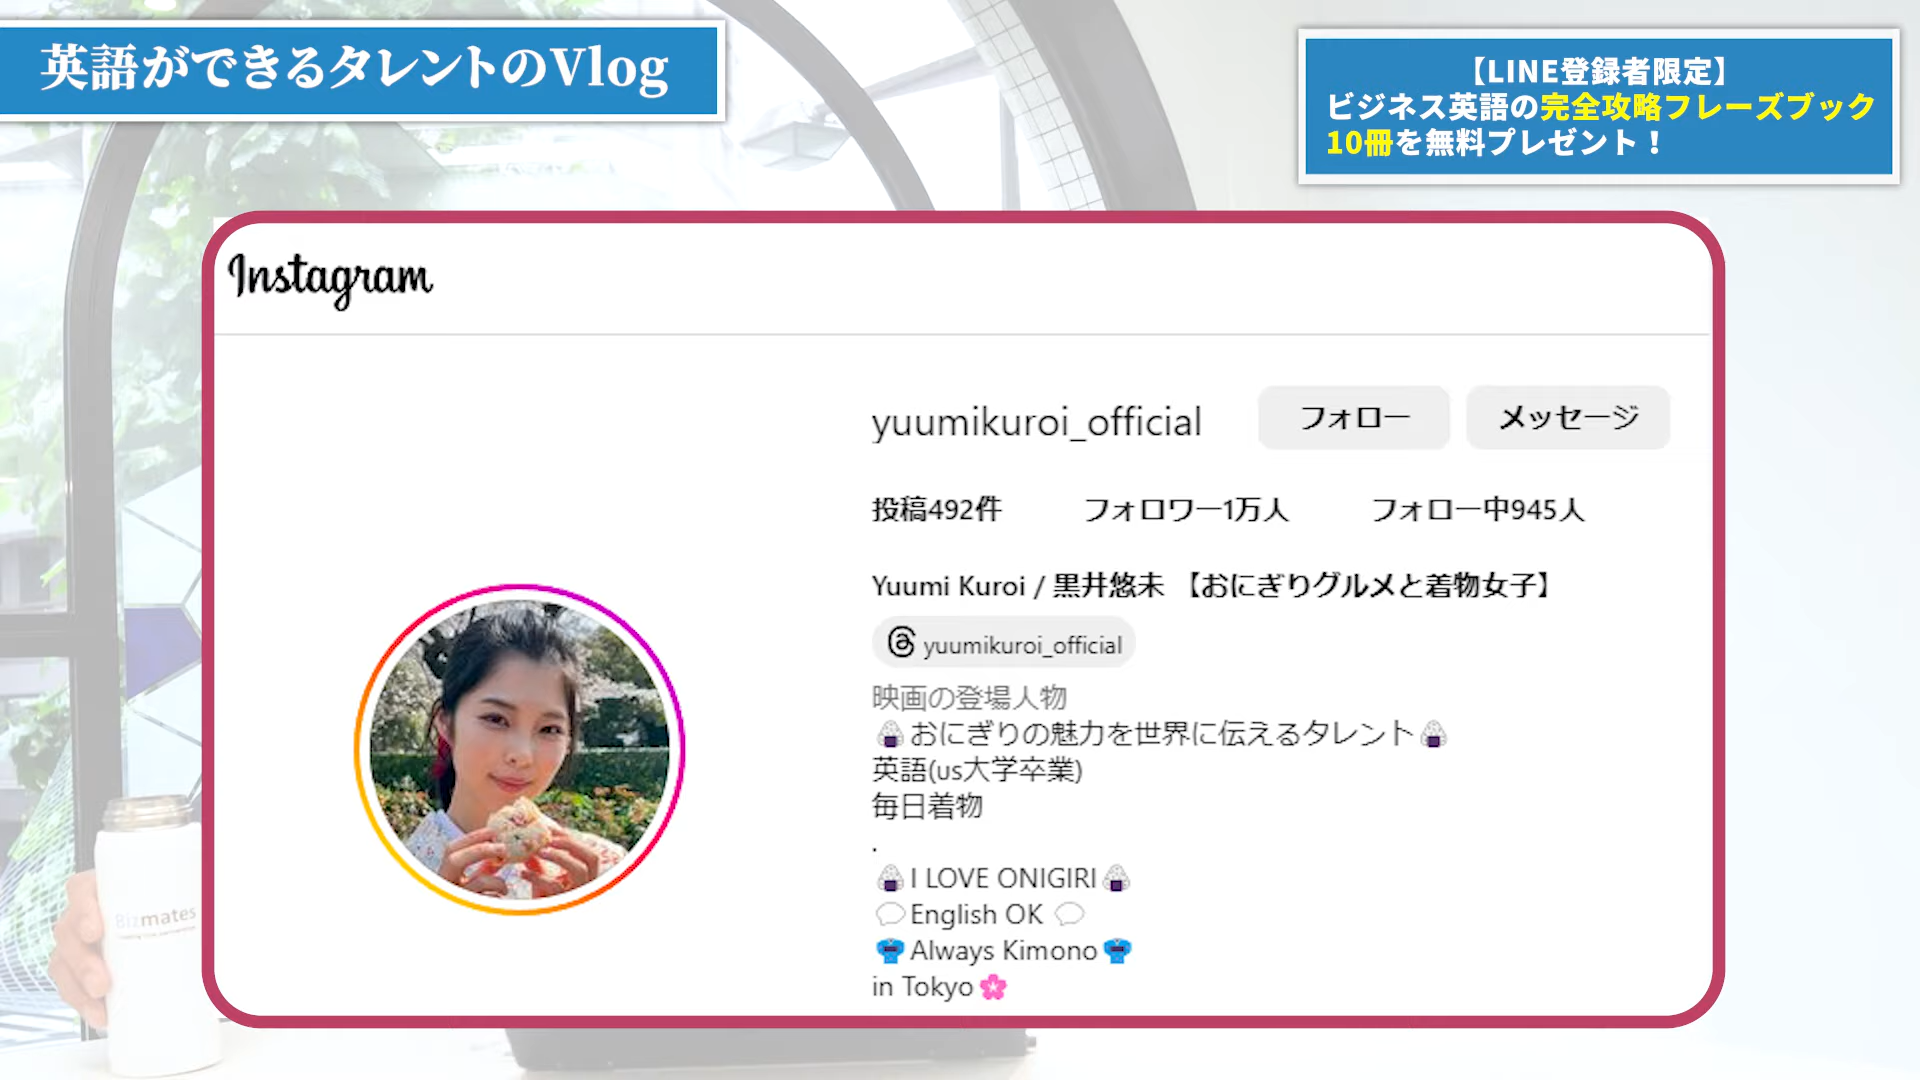 英語ができるタレントのVlog
【LINE登録者限定】
ビジネス英語の完全攻略フレーズブック
10冊を無料プレゼント！
Instagram
yuumikuroi_official フォロー メッセージ
投稿492件 フォロワー1万人 フォロー中945人
Yuumi Kuroi / 黒井悠未 【おにぎりグルメと着物女子】
yuumikuroi_official
映画の登場人物
🍙おにぎりの魅力を世界に伝えるタレント🍙
英語(us大学卒業)
毎日着物
.
🍙I LOVE ONIGIRI🍙
💬English OK 💬
👘Always Kimono👘
in Tokyo🌸
Bizmates